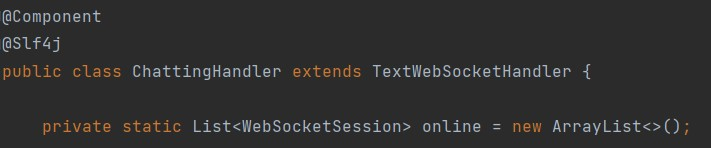 @Component
@Slf4j
public class ChattingHandler extends TextWebSocketHandler {
private static List<WebSocketSession> online = new ArrayList<>();